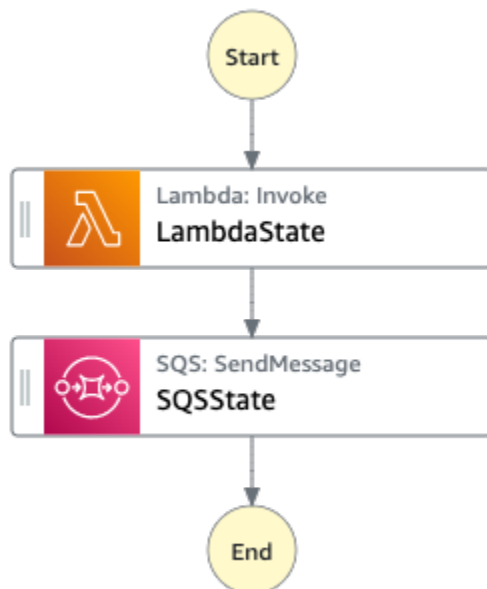 Start
Lambda: Invoke
LambdaState
SQS: SendMessage
SQSState
End